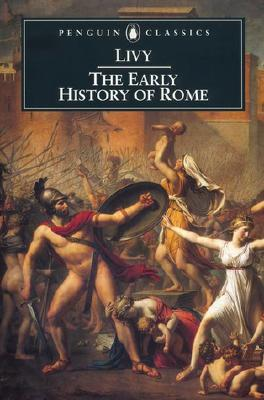 PENGUIN CLASSICS
LIVY
THE EARLY
HISTORY OF ROME